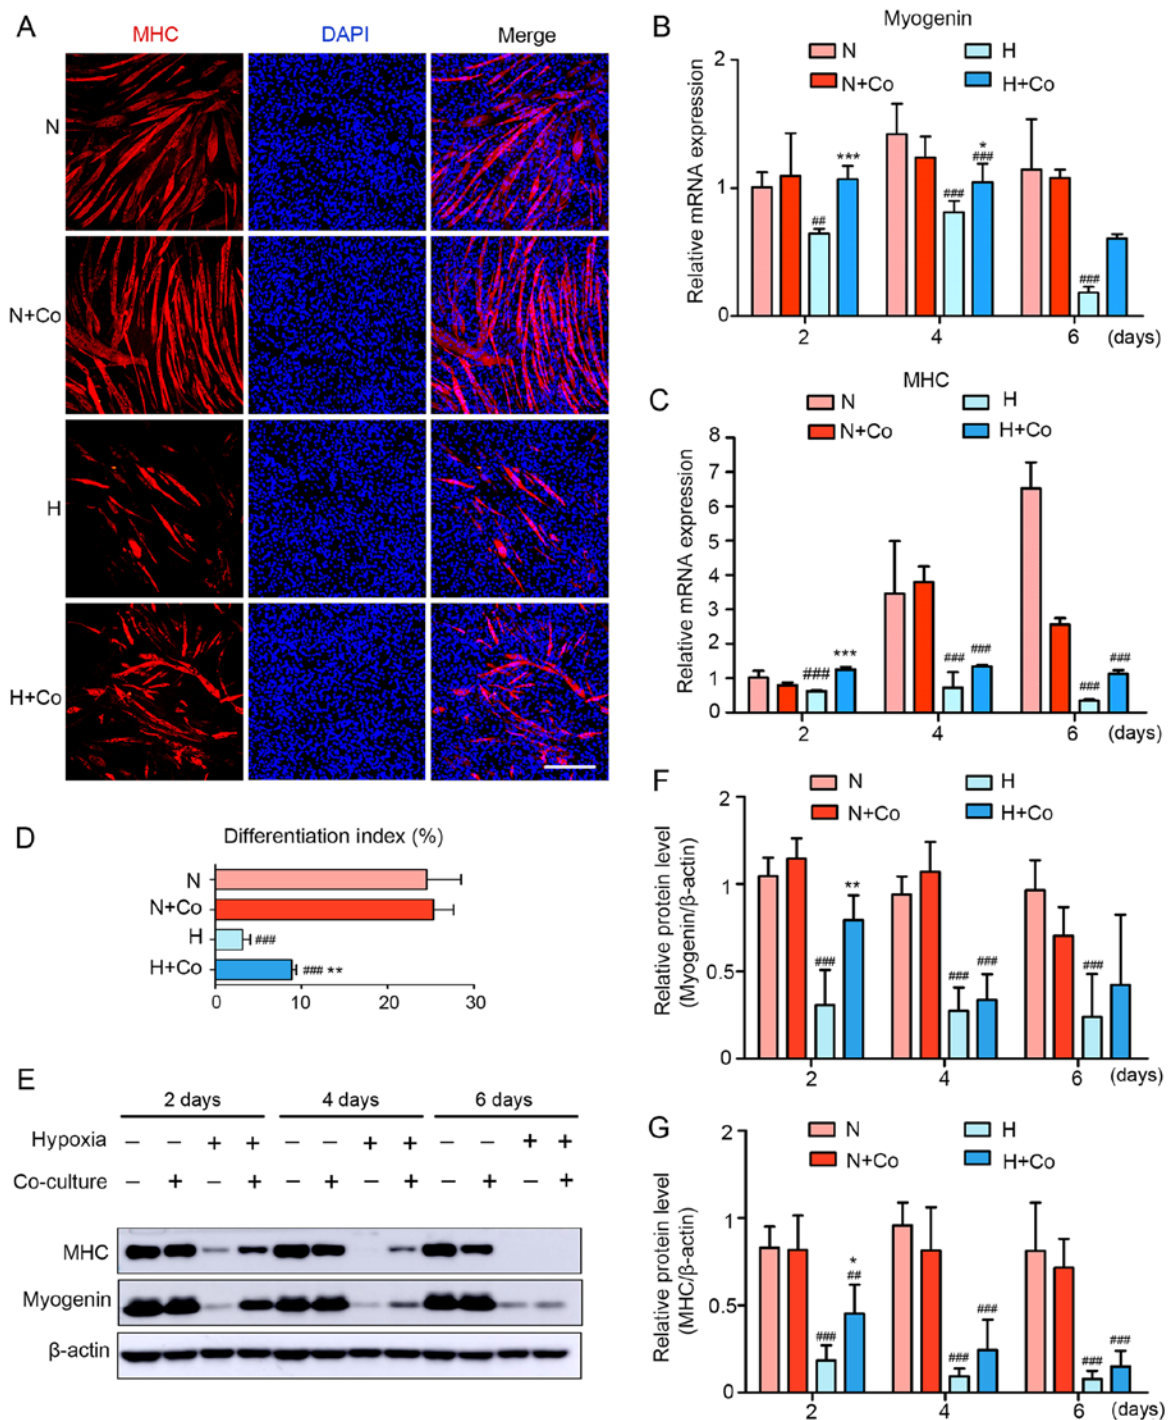 A
MHC
DAPI
Merge
N
N+Co
H
H+Co
B
Myogenin
N
H
N+Co
H+Co
Relative mRNA expression
2
1
0
##
***
###
*
###
###
2
4
6
(days)
C
MHC
N
H
N+Co
H+Co
Relative mRNA expression
8
7
6
5
4
3
2
1
0
###
***
###
###
###
###
2
4
6
(days)
D
Differentiation index (%)
N
N+Co
H
H+Co
###
### **
0
10
20
30
E
2 days
4 days
6 days
Hypoxia
− − + + − − + + − − + +
Co-culture
− + − + − + − + − + − +
MHC
Myogenin
β-actin
F
N
H
N+Co
H+Co
Relative protein level
(Myogenin/β-actin)
2
1
0.5
0
###
**
###
###
###
2
4
6
(days)
G
N
H
N+Co
H+Co
Relative protein level
(MHC/β-actin)
2
1
0.5
0
###
*
##
###
###
###
###
2
4
6
(days)